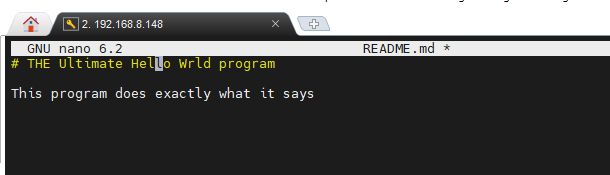 2. 192.168.8.148
GNU nano 6.2 README.md *
# THE Ultimate Hello Wrld program
This program does exactly what it says